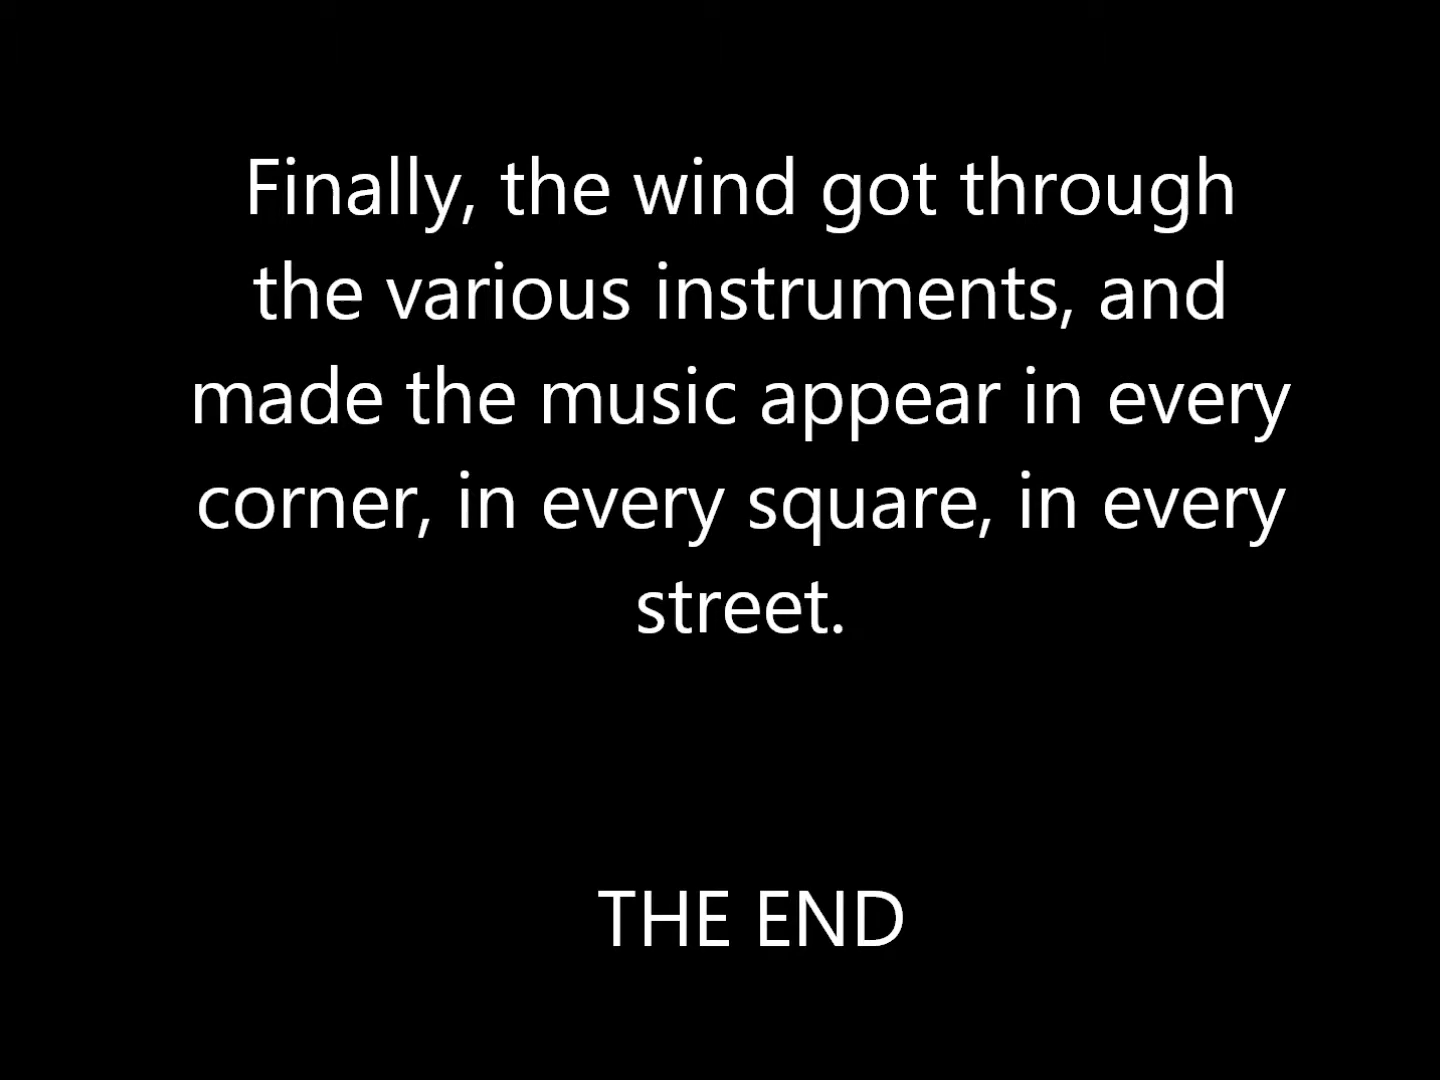 Finally, the wind got through
the various instruments, and
made the music appear in every
corner, in every square, in every
street.
THE END